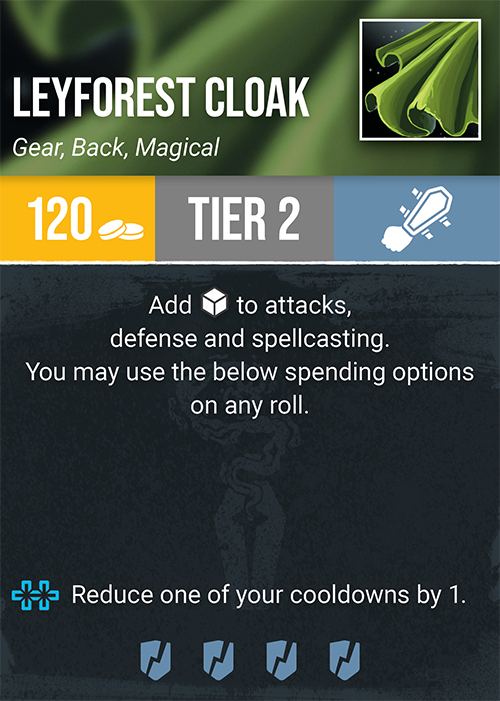 LEYFOREST CLOAK
Gear, Back, Magical
120
TIER 2
Add to attacks,
defense and spellcasting.
You may use the below spending options
on any roll.
Reduce one of your cooldowns by 1.